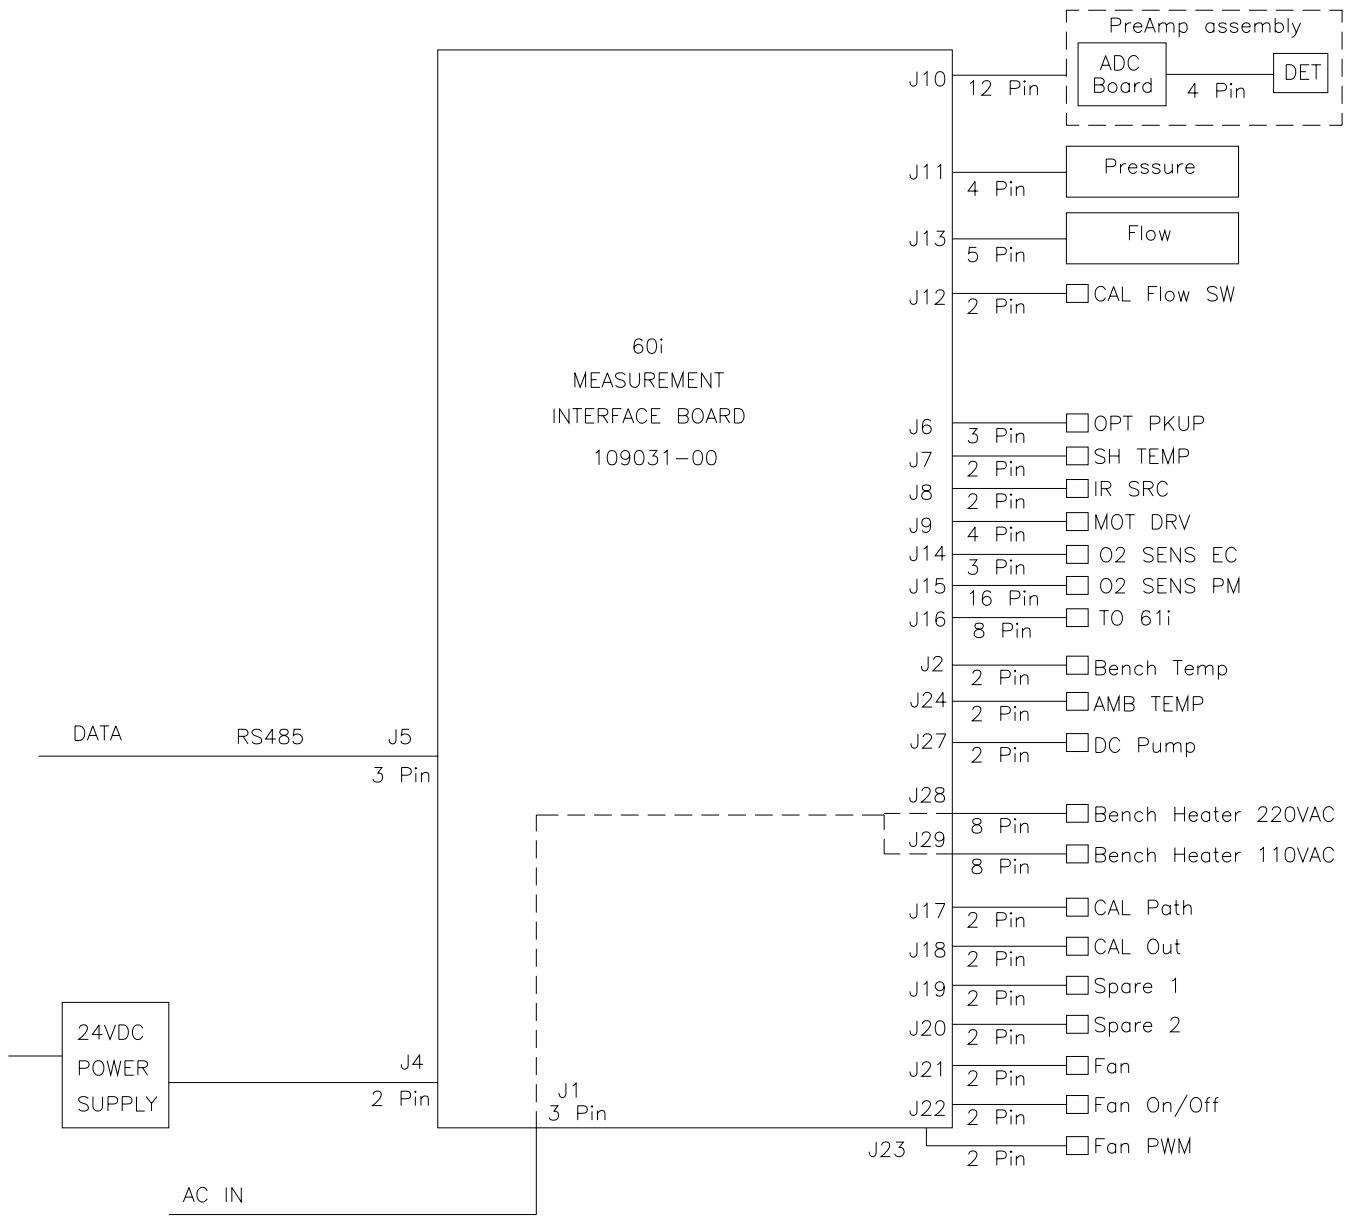 PreAmp assembly
J10
12 Pin
ADC
Board
4 Pin
DET
J11
4 Pin
Pressure
J13
5 Pin
Flow
J12
2 Pin
CAL Flow SW
60i
MEASUREMENT
INTERFACE BOARD
109031-00
J6
3 Pin
OPT PKUP
J7
2 Pin
SH TEMP
J8
2 Pin
IR SRC
J9
4 Pin
MOT DRV
J14
3 Pin
O2 SENS EC
J15
16 Pin
O2 SENS PM
J16
8 Pin
TO 61i
J2
2 Pin
Bench Temp
J24
2 Pin
AMB TEMP
J27
2 Pin
DC Pump
DATA
RS485
J5
3 Pin
J28
8 Pin
Bench Heater 220VAC
J29
8 Pin
Bench Heater 110VAC
J17
2 Pin
CAL Path
J18
2 Pin
CAL Out
J19
2 Pin
Spare 1
J20
2 Pin
Spare 2
J21
2 Pin
Fan
J22
2 Pin
Fan On/Off
J23
2 Pin
Fan PWM
24VDC
POWER
SUPPLY
J4
2 Pin
J1
3 Pin
AC IN